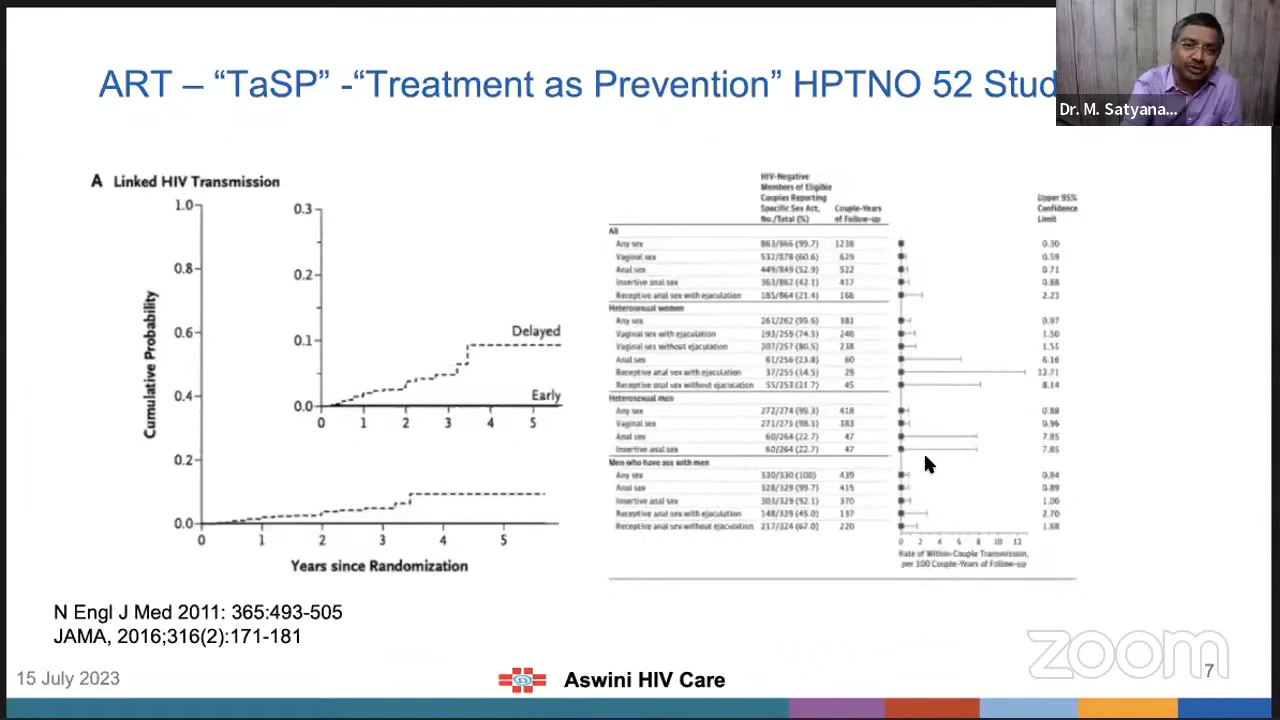 ART – “TaSP” -“Treatment as Prevention” HPTNO 52 Stud
Dr. M. Satyana...
A Linked HIV Transmission
1.0
0.8
0.6
0.4
0.2
0.0
Cumulative Probability
0.3
0.2
0.1
0.0
Delayed
Early
0 1 2 3 4 5
0 1 2 3 4 5
Years since Randomization
HIV-Negative
Members of Eligible
Couples Reporting
Specific Sex Act,
No./Total (%)
Couple-Years
of Follow-up
Upper 95%
Confidence
Limit
All
Any sex 863/866 (99.7) 1238 0.30
Vaginal sex 532/878 (60.6) 629 0.59
Anal sex 449/849 (52.9) 522 0.71
Insertive anal sex 363/862 (42.1) 417 0.88
Receptive anal sex with ejaculation 185/864 (21.4) 166 2.23
Heterosexual women
Any sex 261/262 (99.6) 381 0.97
Vaginal sex with ejaculation 193/259 (74.5) 246 1.50
Vaginal sex without ejaculation 207/257 (80.5) 238 1.55
Anal sex 61/256 (23.8) 60 6.16
Receptive anal sex with ejaculation 37/255 (14.5) 29 12.71
Receptive anal sex without ejaculation 55/253 (21.7) 45 8.14
Heterosexual men
Any sex 272/274 (99.3) 418 0.88
Vaginal sex 271/275 (98.5) 383 0.96
Anal sex 60/264 (22.7) 47 7.85
Insertive anal sex 60/264 (22.7) 47 7.85
Men who have sex with men
Any sex 330/330 (100) 439 0.84
Anal sex 328/329 (99.7) 415 0.89
Insertive anal sex 303/329 (92.1) 370 1.00
Receptive anal sex with ejaculation 148/329 (45.0) 137 2.70
Receptive anal sex without ejaculation 217/324 (67.0) 220 1.68
0 2 4 6 8 10 12
Rate of Within-Couple Transmission,
per 100 Couple-Years of Follow-up
N Engl J Med 2011: 365:493-505
JAMA, 2016;316(2):171-181
zoom
15 July 2023
Aswini HIV Care
7